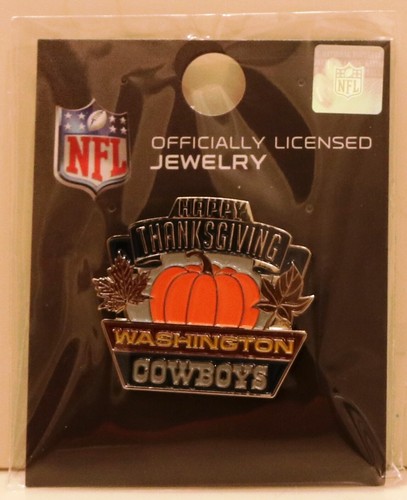 NFL
NFL
OFFICIALLY LICENSED
JEWELRY
HAPPY
THANKSGIVING
WASHINGTON
COWBOYS